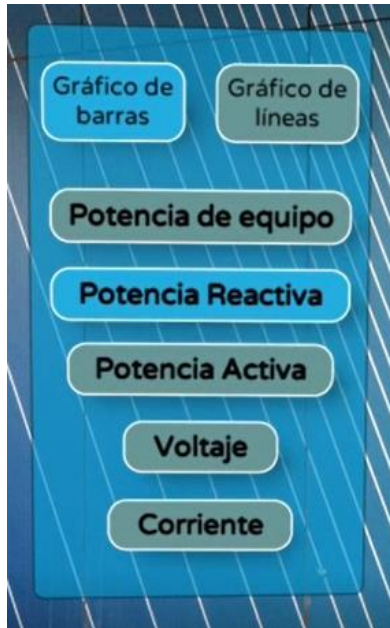 Gráfico de
barras
Gráfico de
líneas
Potencia de equipo
Potencia Reactiva
Potencia Activa
Voltaje
Corriente